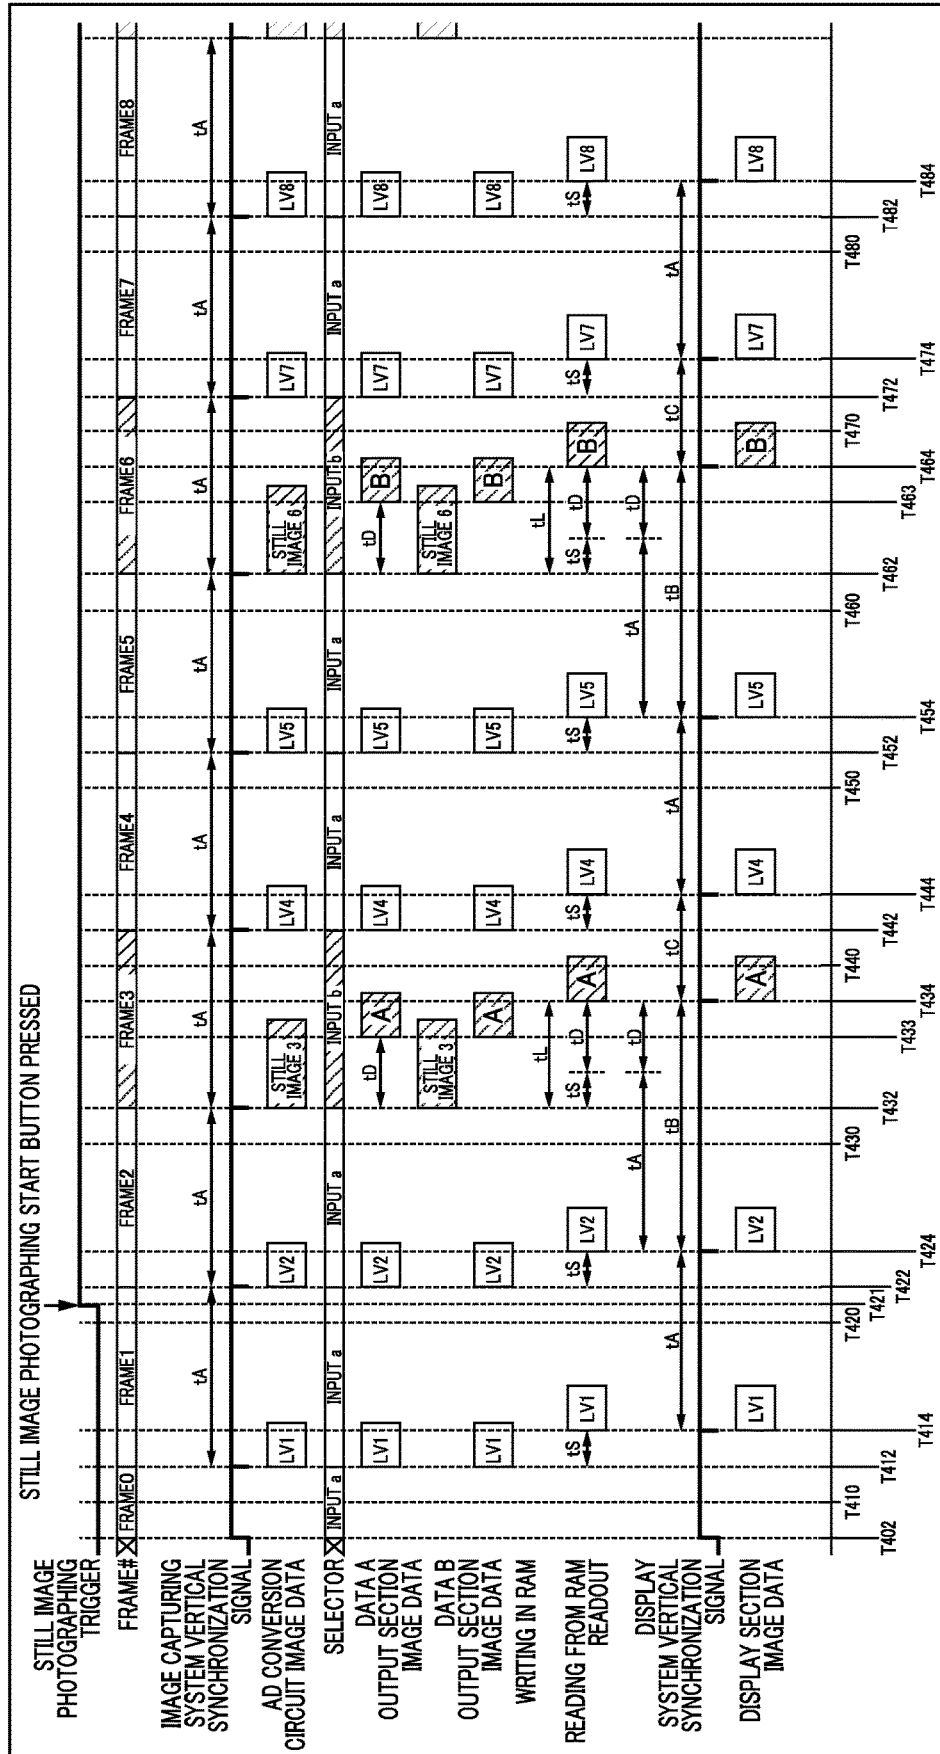 STILL IMAGE PHOTOGRAPHING START BUTTON PRESSED
STILL IMAGE
PHOTOGRAPHING
TRIGGER
FRAME#
FRAME0
FRAME1
FRAME2
FRAME3
FRAME4
FRAME5
FRAME6
FRAME7
FRAME8
IMAGE CAPTURING
SYSTEM VERTICAL
SYNCHRONIZATION
SIGNAL
tA
tA
tA
tA
tA
tA
tA
tA
AD CONVERSION
CIRCUIT IMAGE DATA
LV1
LV2
STILL
IMAGE 3
LV4
LV5
STILL
IMAGE 6
LV7
LV8
SELECTOR
INPUT a
INPUT a
INPUT a
INPUT b
INPUT a
INPUT a
INPUT b
INPUT a
INPUT a
DATA A
OUTPUT SECTION
IMAGE DATA
LV1
LV2
tD
A
LV4
LV5
tD
B
LV7
LV8
DATA B
OUTPUT SECTION
IMAGE DATA
STILL
IMAGE 3
STILL
IMAGE 6
WRITING IN RAM
LV1
LV2
A
LV4
LV5
B
LV7
LV8
tL
tL
READING FROM RAM
READOUT
tS
LV1
tS
LV2
tS
tD
A
tS
LV4
tS
LV5
tS
tD
B
tS
LV7
tS
LV8
tA
tD
tA
tD
DISPLAY
SYSTEM VERTICAL
SYNCHRONIZATION
SIGNAL
tA
tB
tC
tA
tB
tC
tA
DISPLAY SECTION
IMAGE DATA
LV1
LV2
A
LV4
LV5
B
LV7
LV8
T402
T410
T412
T414
T420
T421
T422
T424
T430
T432
T433
T434
T440
T442
T444
T450
T452
T454
T460
T462
T463
T464
T470
T472
T474
T480
T482
T484